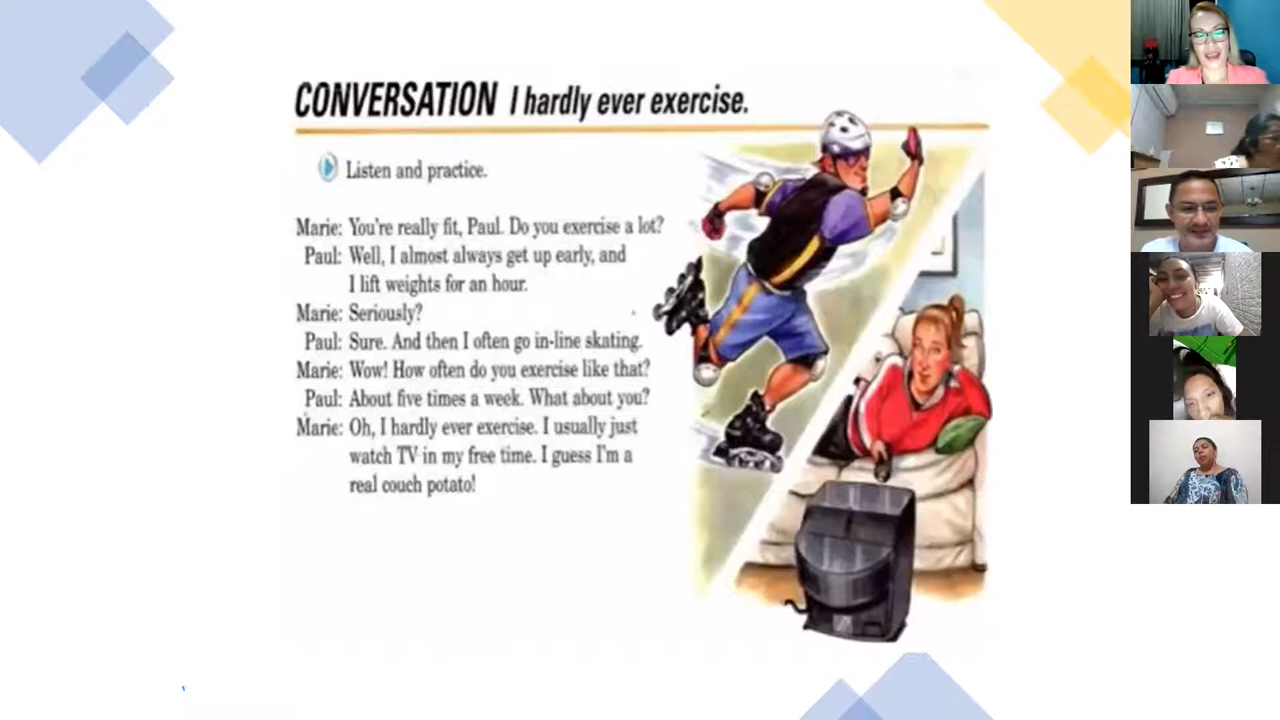 CONVERSATION I hardly ever exercise.
Listen and practice.
Marie: You're really fit, Paul. Do you exercise a lot?
Paul: Well, I almost always get up early, and
I lift weights for an hour.
Marie: Seriously?
Paul: Sure. And then I often go in-line skating.
Marie: Wow! How often do you exercise like that?
Paul: About five times a week. What about you?
Marie: Oh, I hardly ever exercise. I usually just
watch TV in my free time. I guess I'm a
real couch potato!